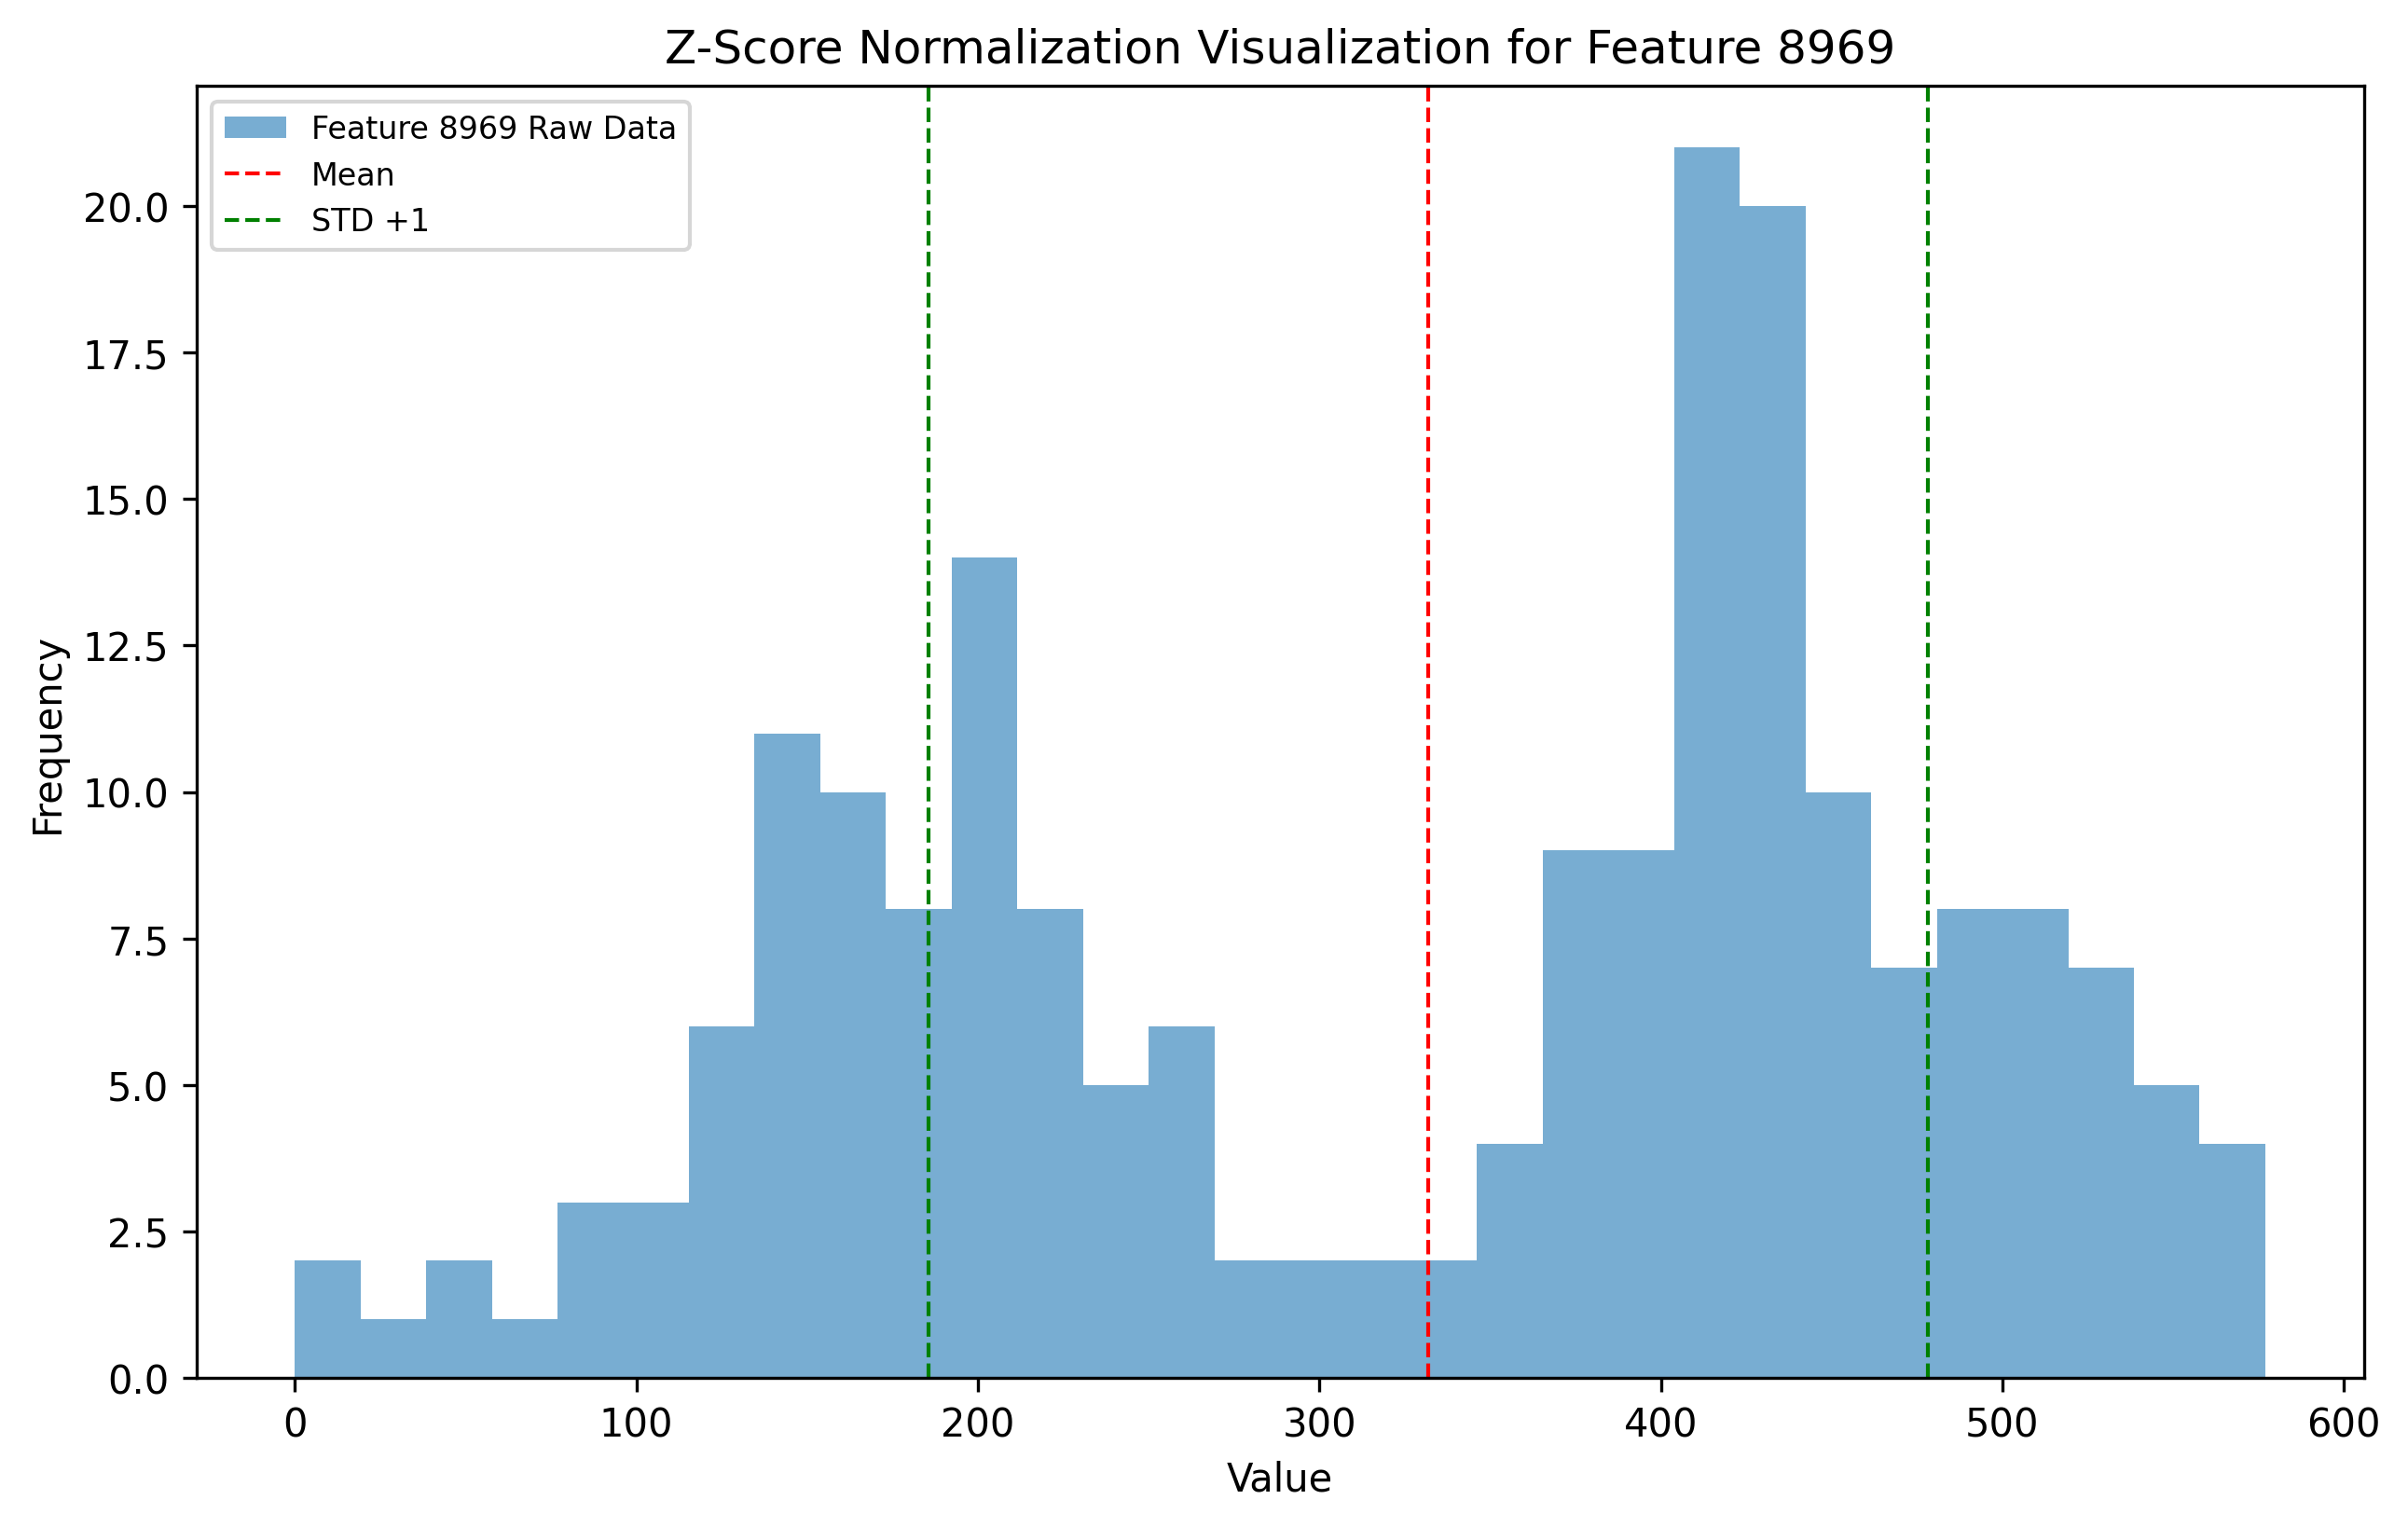 Z-Score Normalization Visualization for Feature 8969
Feature 8969 Raw Data
Mean
STD +1
20.0
17.5
15.0
12.5
10.0
7.5
5.0
2.5
0.0
Frequency
0 100 200 300 400 500 600
Value